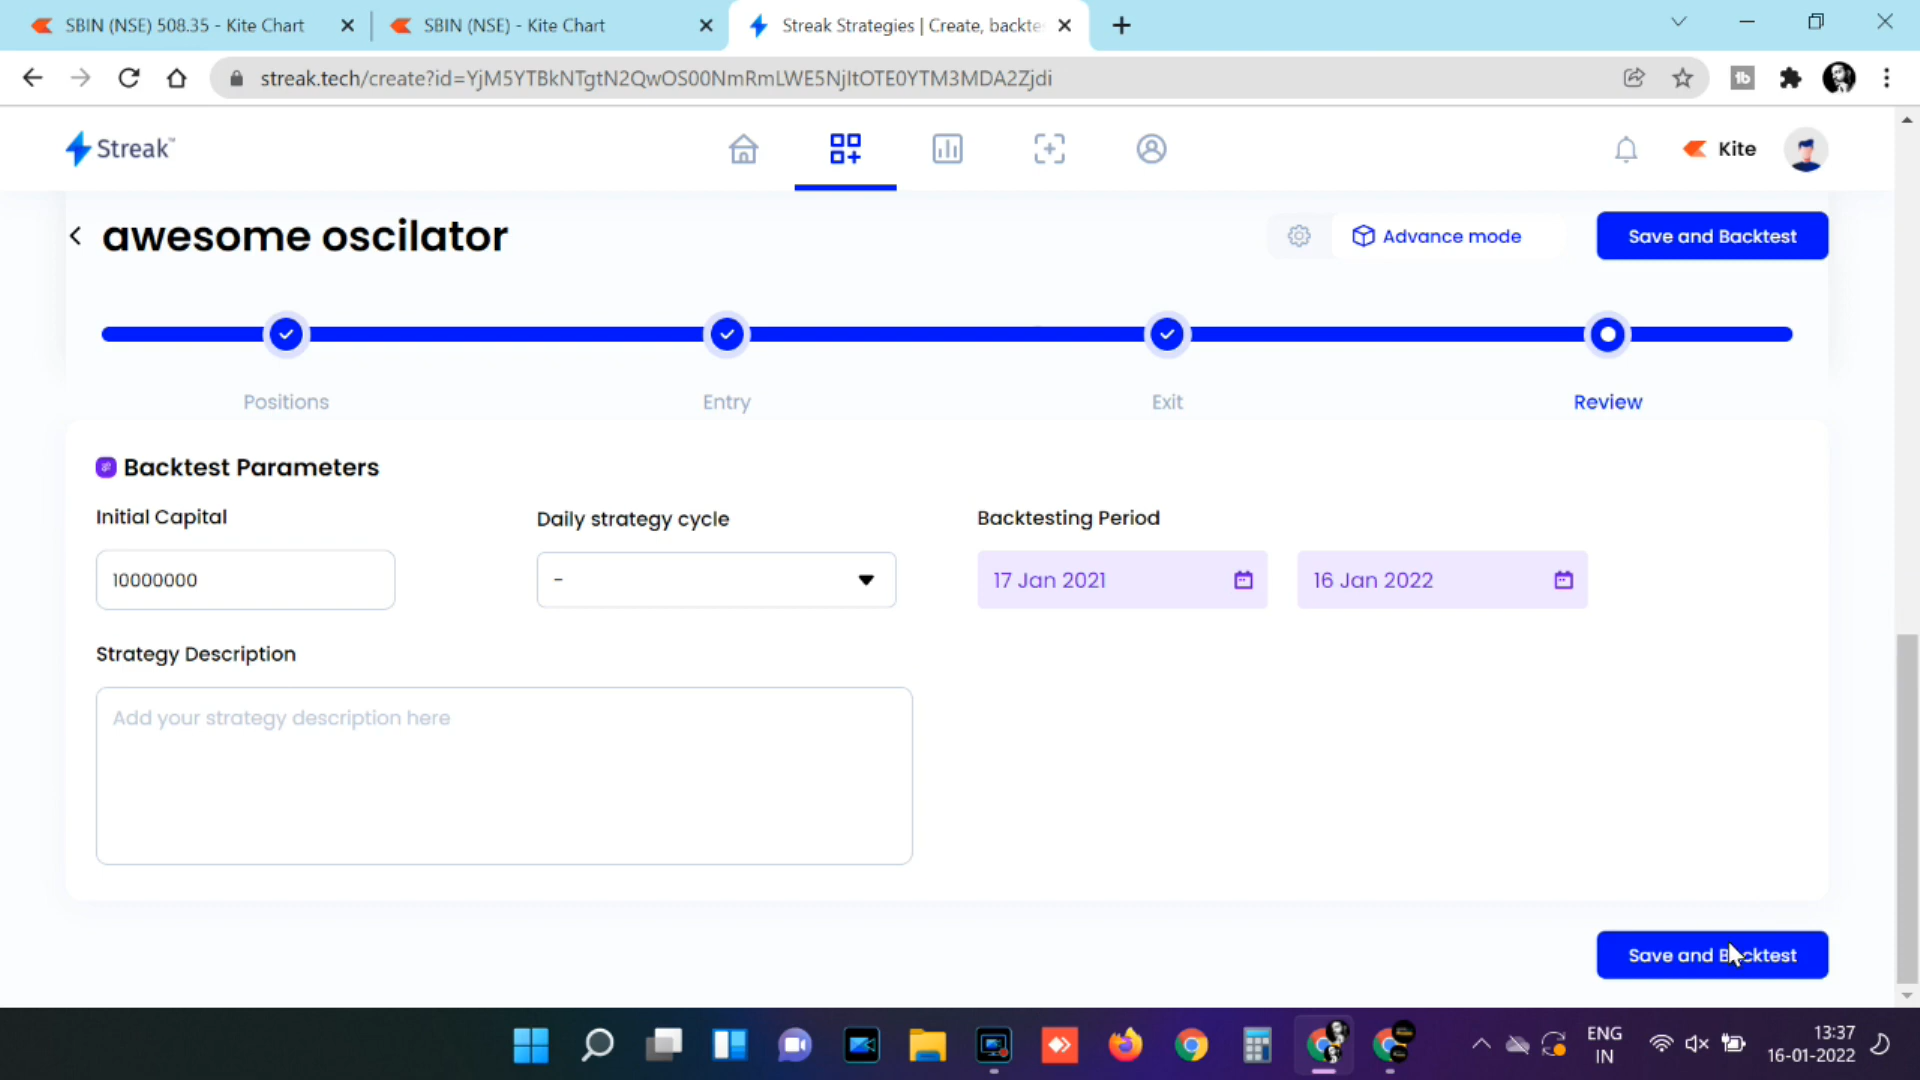 SBIN (NSE) 508.35 - Kite Chart
SBIN (NSE) - Kite Chart
Streak Strategies | Create, backte
streak.tech/create?id=YjM5YTBkNTgtN2QwOS00NmRmLWE5NjItOTE0YTM3MDA2Zjdi
Streak™
Kite
awesome oscilator
Advance mode
Save and Backtest
Positions
Entry
Exit
Review
Backtest Parameters
Initial Capital
Daily strategy cycle
Backtesting Period
10000000
-
17 Jan 2021
16 Jan 2022
Strategy Description
Add your strategy description here
Save and Backtest
ENG
IN
13:37
16-01-2022